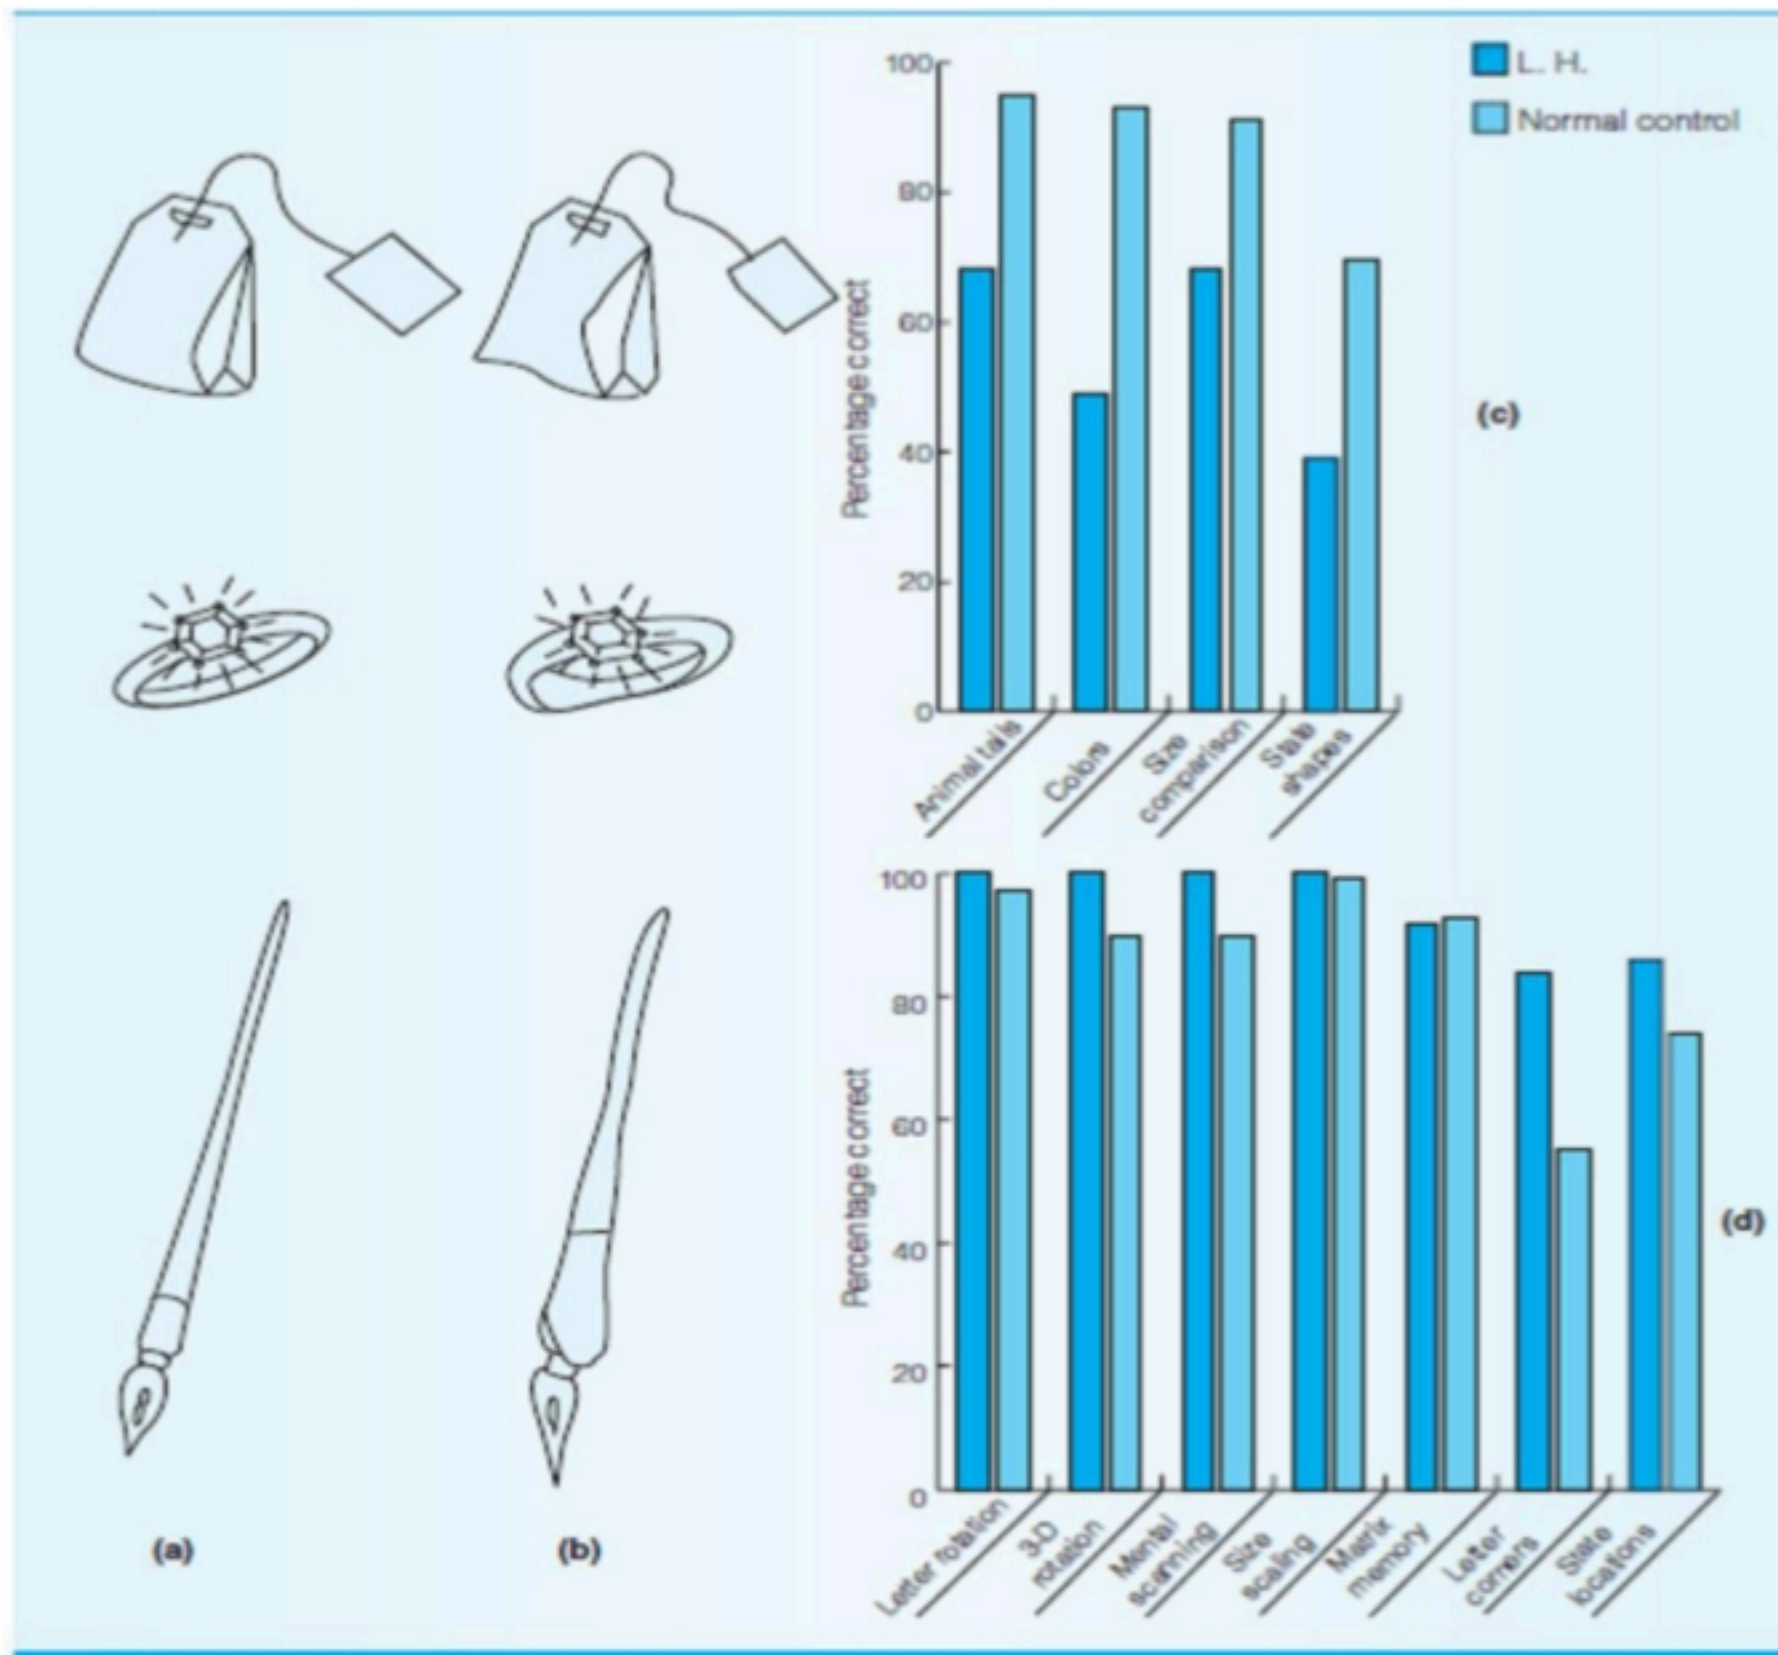 L. H.
Normal control
Percentage correct
100
80
60
40
20
0
Animal tails
Colors
Size
comparison
State
shapes
(c)
Percentage correct
100
80
60
40
20
0
Letter rotation
3-D
rotation
Mental
scanning
Size
scaling
Matrix
memory
Letter
corners
State
locations
(d)
(a)
(b)